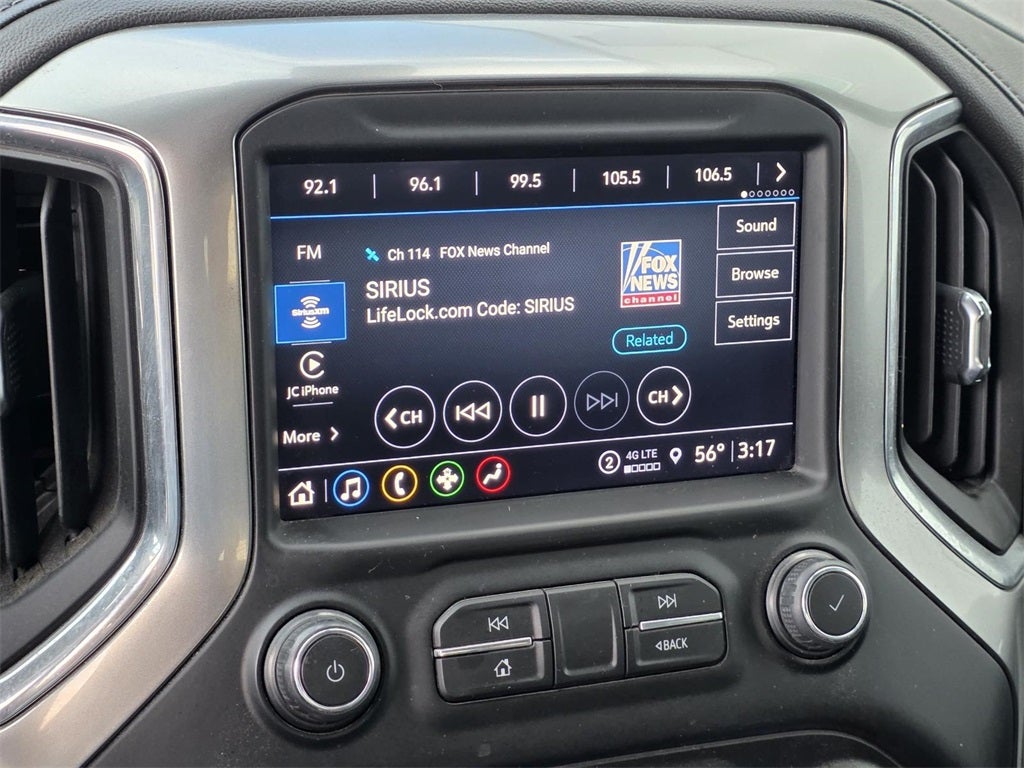 92.1 | 96.1 | 99.5 | 105.5 | 106.5
FM
Ch 114 FOX News Channel
SIRIUS
LifeLock.com Code: SIRIUS
FOX
NEWS
channel
Sound
Browse
Settings
Related
SiriusXM
JC iPhone
More
CH
CH
2 4G LTE 56° 3:17
BACK